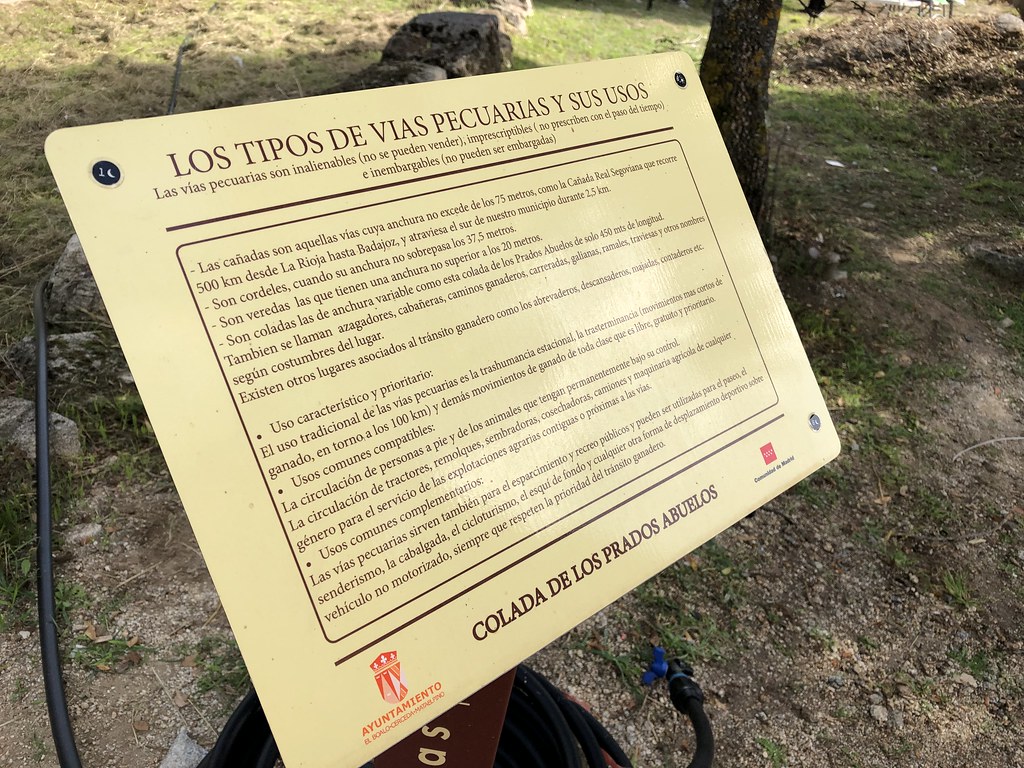 LOS TIPOS DE VIAS PECUARIAS Y SUS USOS
Las vías pecuarias son inalienables (no se pueden vender), imprescriptibles ( no prescriben con el paso del tiempo)
e inembargables (no pueden ser embargadas)
- Las cañadas son aquellas vías cuya anchura no excede de los 75 metros, como la Cañada Real Segoviana que recorre
500 km desde La Rioja hasta Badajoz, y atraviesa el sur de nuestro municipio durante 2,5 km.
- Son cordeles, cuando su anchura no sobrepasa los 37,5 metros.
- Son veredas las que tienen una anchura no superior a los 20 metros.
- Son coladas las de anchura variable como esta colada de los Prados Abuelos de solo 450 mts de longitud.
Tambien se llaman azagadores, cabañeras, caminos ganaderos, carreradas, galianas, ramales, traviesas y otros nombres
según costumbres del lugar.
Existen otros lugares asociados al tránsito ganadero como los abrevaderos, descansaderos, majadas, contaderos etc.
• Uso característico y prioritario:
El uso tradicional de las vías pecuarias es la trashumancia estacional, la trasterminancia (movimientos mas cortos de
ganado, en torno a los 100 km) y demás movimientos de ganado de toda clase que es libre, gratuito y prioritario.
• Usos comunes compatibles:
La circulación de personas a pie y de los animales que tengan permanentemente bajo su control.
La circulación de tractores, remolques, sembradoras, cosechadoras, camiones y maquinaria agrícola de cualquier
género para el servicio de las explotaciones agrarias contiguas o próximas a las vías.
• Usos comunes complementarios:
Las vías pecuarias sirven también para el esparcimiento y recreo públicos y pueden ser utilizadas para el paseo, el
senderismo, la cabalgada, el cicloturismo, el esquí de fondo y cualquier otra forma de desplazamiento deportivo sobre
vehículo no motorizado, siempre que respeten la prioridad del tránsito ganadero.
COLADA DE LOS PRADOS ABUELOS
Comunidad de Madrid
AYUNTAMIENTO
EL BOALO-CERCEDA-MATAELPINO
as